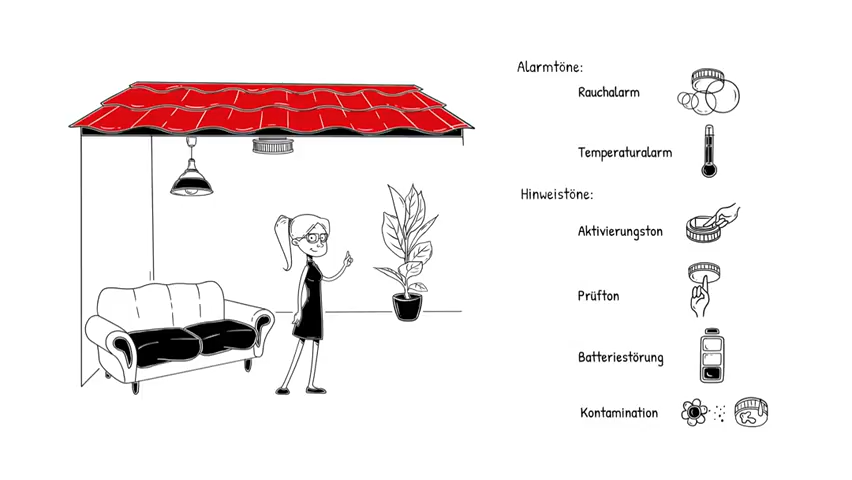 Alarmtöne:
Rauchalarm
Temperaturalarm
Hinweistöne:
Aktivierungston
Prüfton
Batteriestörung
Kontamination